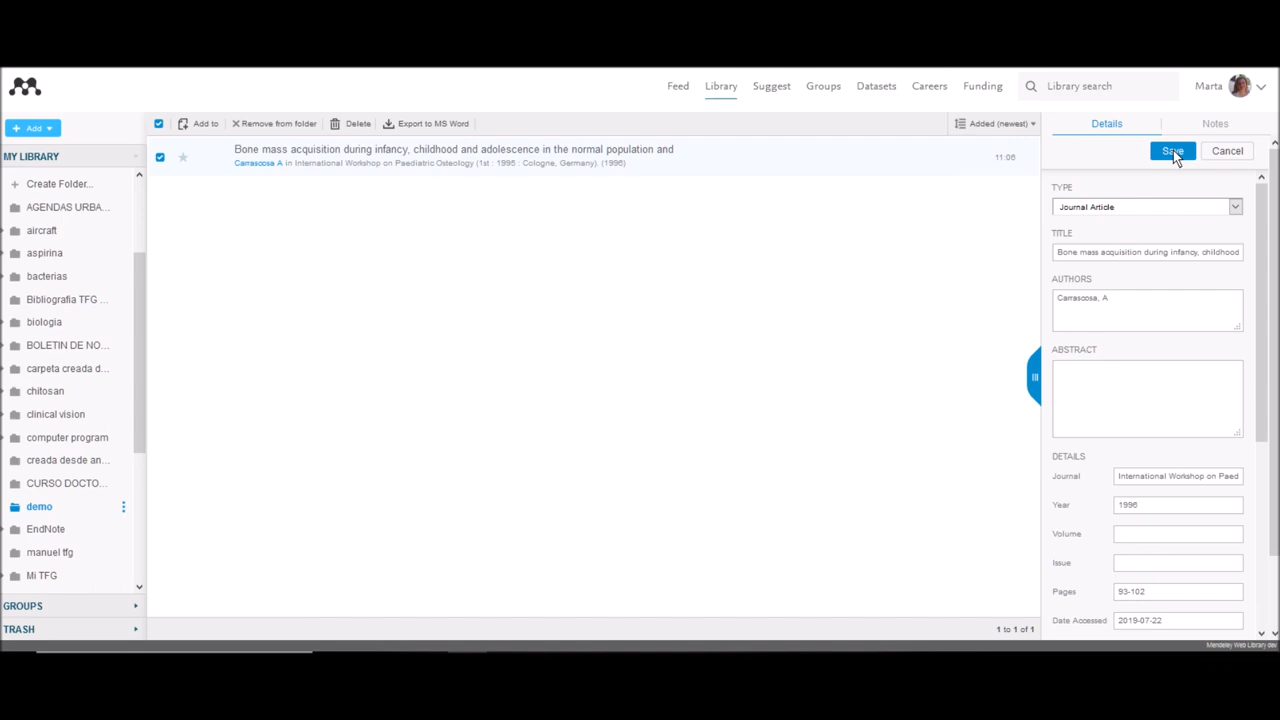 Feed Library Suggest Groups Datasets Careers Funding Library search Marta
+ Add
Add to Remove from folder Delete Export to MS Word Added (newest)
Details Notes
MY LIBRARY
Save Cancel
Create Folder...
AGENDAS URBA...
aircraft
aspirina
bacterias
Bibliografia TFG ...
biologia
BOLETIN DE NO...
carpeta creada d...
chitosan
clinical vision
computer program
creada desde an...
CURSO DOCTO...
demo
EndNote
manuel tfg
Mi TFG
GROUPS
TRASH
Bone mass acquisition during infancy, childhood and adolescence in the normal population and
Carrascosa A in International Workshop on Paediatric Osteology (1st : 1996 : Cologne, Germany). (1996)
11:06
1 to 1 of 1
TYPE
Journal Article
TITLE
Bone mass acquisition during infancy, childhood
AUTHORS
Carrascosa, A
ABSTRACT
DETAILS
Journal International Workshop on Paed
Year 1996
Volume
Issue
Pages 93-102
Date Accessed 2019-07-22
Mendeley Web Library dev